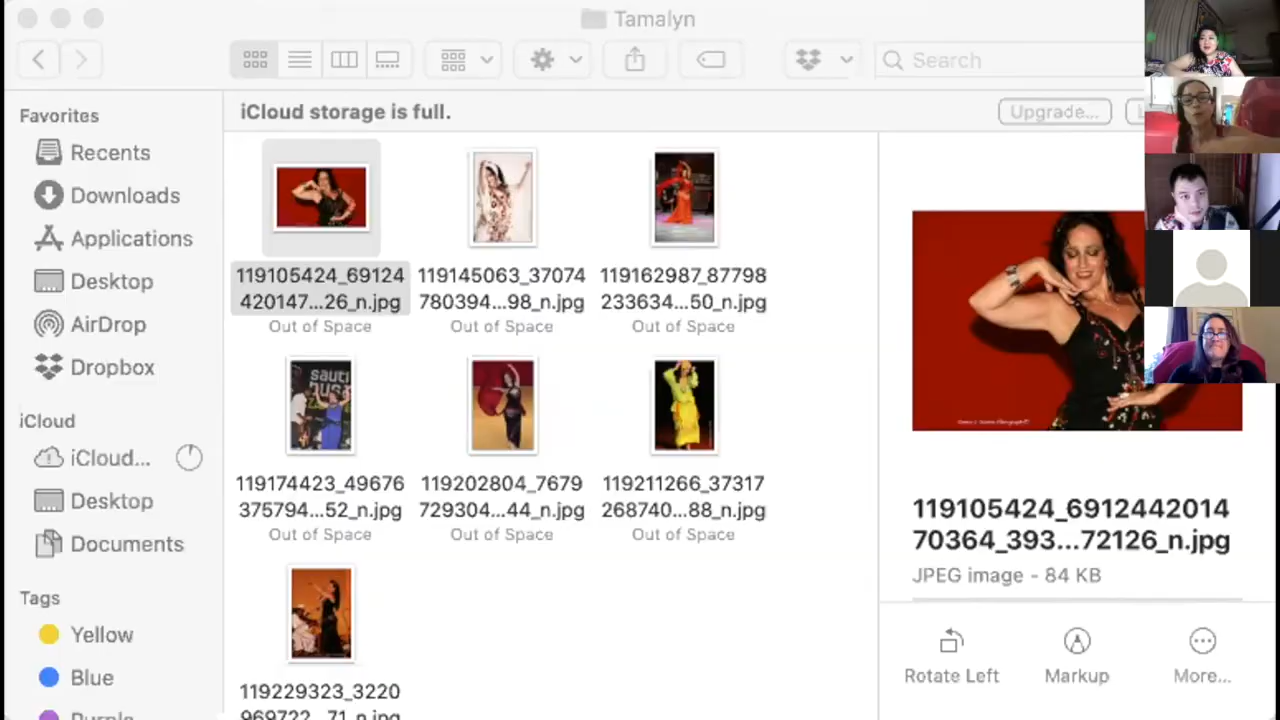 Tamalyn
Search
iCloud storage is full.
Upgrade...
Favorites
Recents
Downloads
Applications
Desktop
AirDrop
Dropbox
iCloud
iCloud...
Desktop
Documents
Tags
Yellow
Blue
Purple
119105424_69124
420147...26_n.jpg
Out of Space
119145063_37074
780394...98_n.jpg
Out of Space
119162987_87798
233634...50_n.jpg
Out of Space
119174423_49676
375794...52_n.jpg
Out of Space
119202804_7679
729304...44_n.jpg
Out of Space
119211266_37317
268740...88_n.jpg
Out of Space
119229323_3220
969722...71_n.jpg
119105424_6912442014
70364_393...72126_n.jpg
JPEG image - 84 KB
Rotate Left
Markup
More...